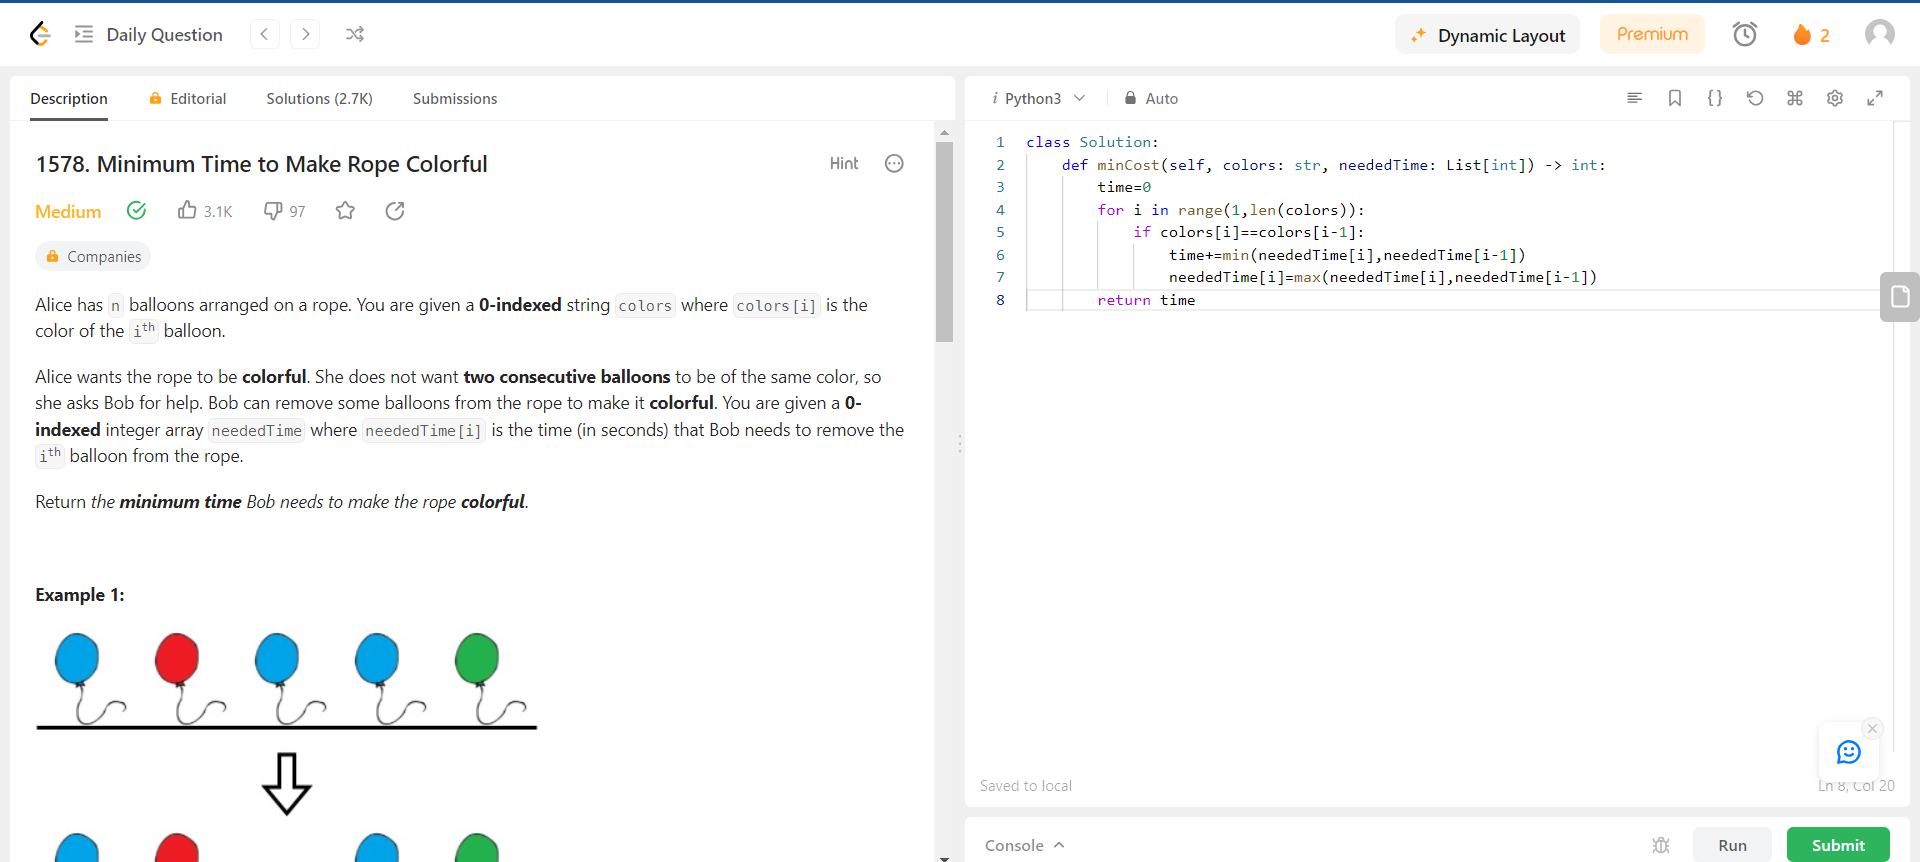 Daily Question
Dynamic Layout
Premium
2
Description
Editorial
Solutions (2.7K)
Submissions
1578. Minimum Time to Make Rope Colorful
Hint
Medium
3.1K
97
Companies
Alice has n balloons arranged on a rope. You are given a 0-indexed string colors where colors[i] is the
color of the ith balloon.
Alice wants the rope to be colorful. She does not want two consecutive balloons to be of the same color, so
she asks Bob for help. Bob can remove some balloons from the rope to make it colorful. You are given a 0-
indexed integer array neededTime where neededTime[i] is the time (in seconds) that Bob needs to remove the
ith balloon from the rope.
Return the minimum time Bob needs to make the rope colorful.
Example 1:
i Python3
Auto
{}
1 class Solution:
2 def minCost(self, colors: str, neededTime: List[int]) -> int:
3 time=0
4 for i in range(1,len(colors)):
5 if colors[i]==colors[i-1]:
6 time+=min(neededTime[i],neededTime[i-1])
7 neededTime[i]=max(neededTime[i],neededTime[i-1])
8 return time
Saved to local
Ln 8, Col 20
Console
Run
Submit